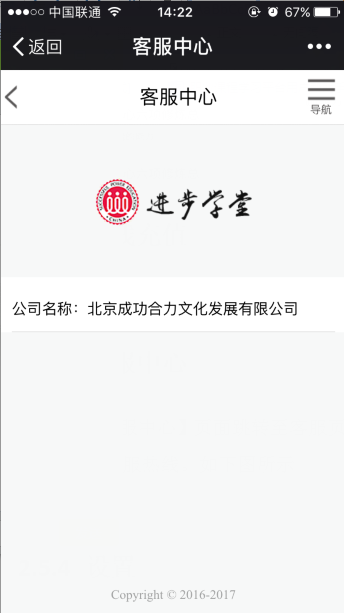 中国联通 14:22 67%
返回 客服中心
客服中心
导航
进步学堂
公司名称：北京成功合力文化发展有限公司
Copyright © 2016-2017